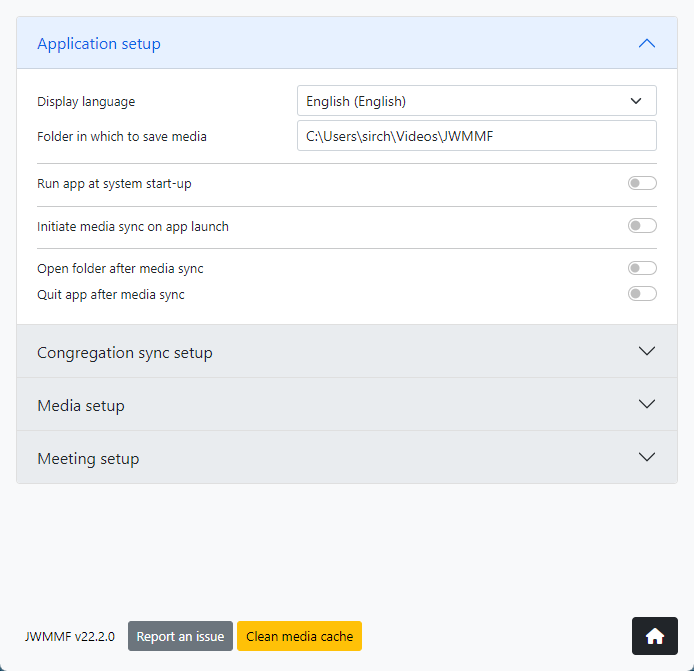 Application setup
Display language English (English)
Folder in which to save media C:\Users\sirch\Videos\JWMMF
Run app at system start-up
Initiate media sync on app launch
Open folder after media sync
Quit app after media sync
Congregation sync setup
Media setup
Meeting setup
JWMMF v22.2.0 Report an issue Clean media cache